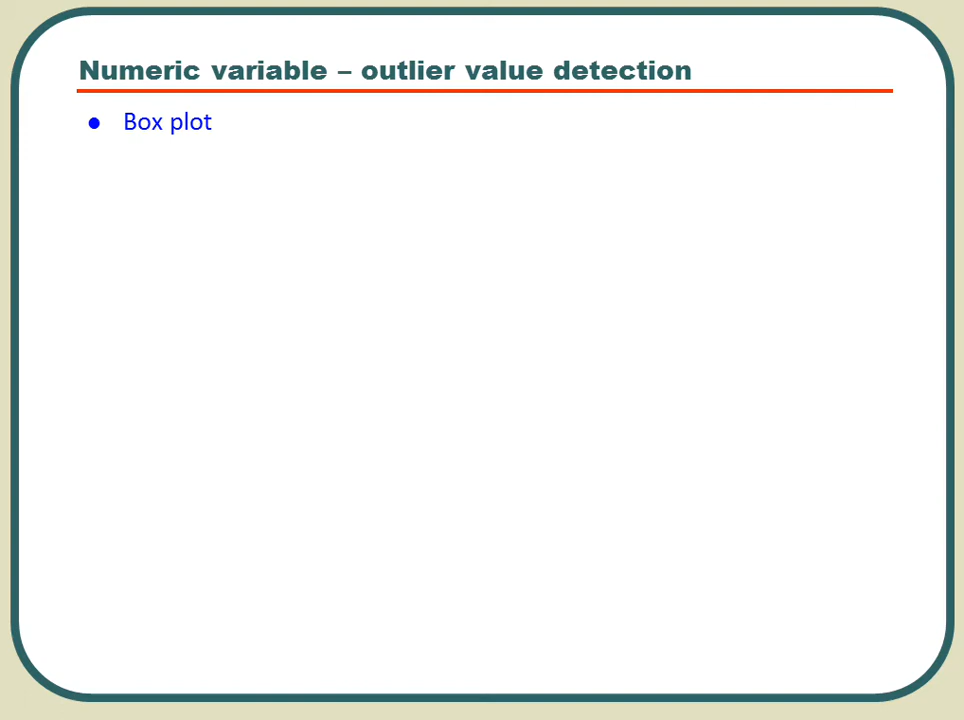 Numeric variable – outlier value detection
● Box plot